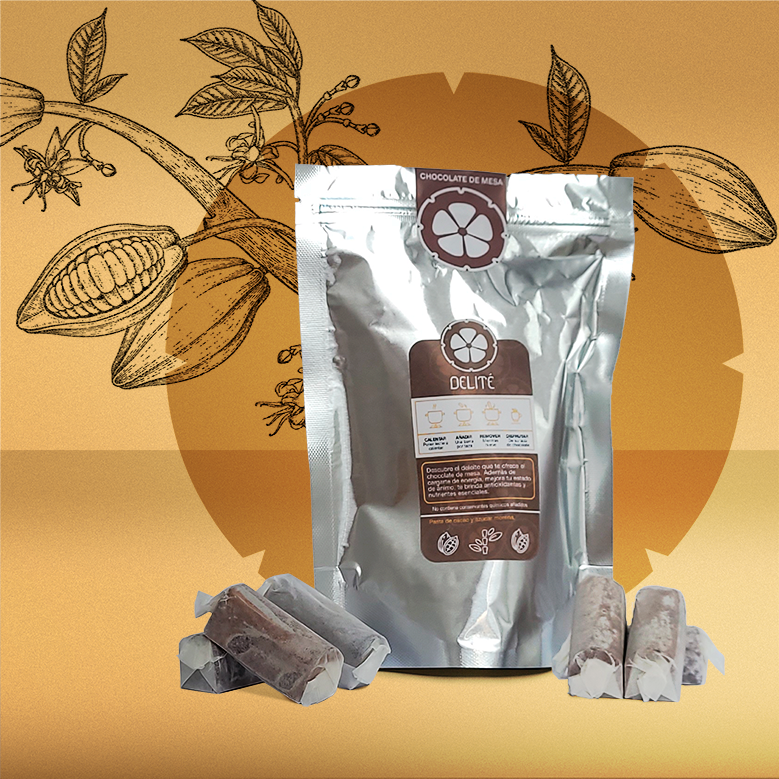 CHOCOLATE DE MESA
DELITÉ
CALENTAR
AÑADIR
REMOVER
DISFRUTAR
Descubra el deleite que te ofrece el
chocolate de mesa. Además de
cargarte de energía, mejora tu estado
de ánimo, te brinda antioxidantes y
nutrientes esenciales.
No contiene conservantes químicos añadidos
Pasta de cacao y azúcar morena.